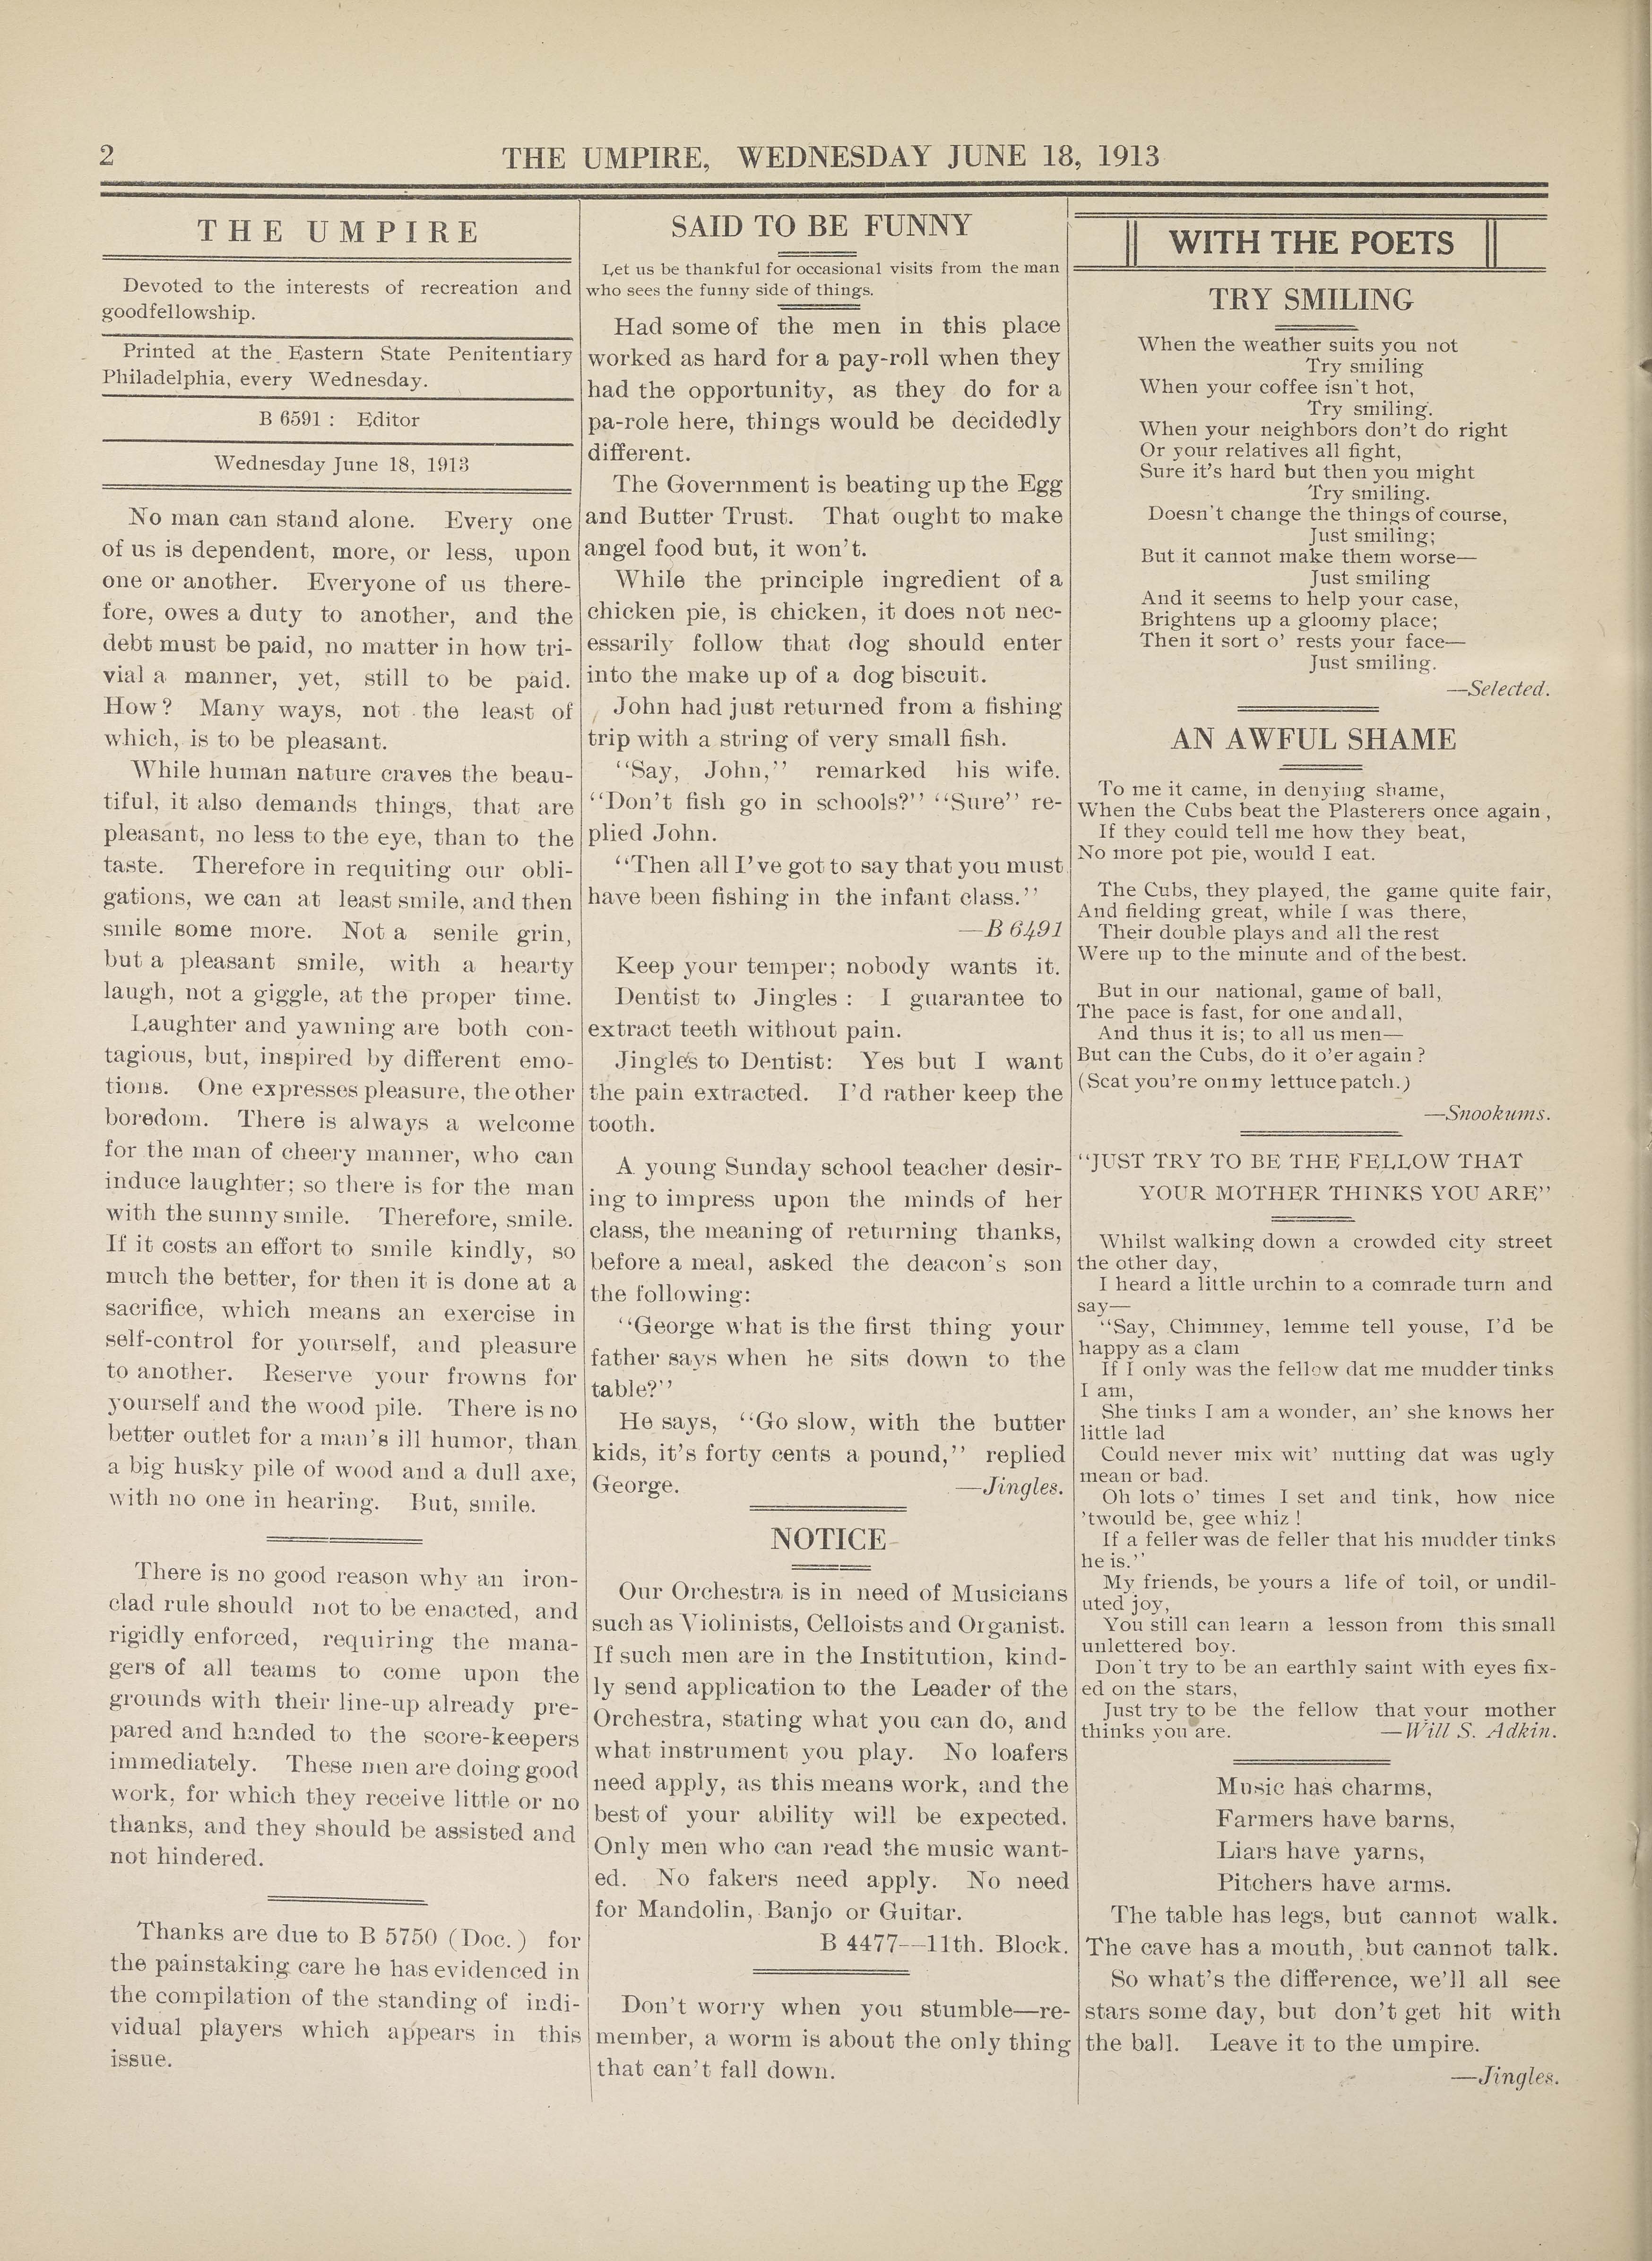 2
THE UMPIRE, WEDNESDAY JUNE 18, 1913
THE UMPIRE
Devoted to the interests of recreation and
goodfellowship.
Printed at the Eastern State Penitentiary
Philadelphia, every Wednesday.
B 6591 : Editor
Wednesday June 18, 1913
No man can stand alone. Every one
of us is dependent, more, or less, upon
one or another. Everyone of us there-
fore, owes a duty to another, and the
debt must be paid, no matter in how tri-
vial a manner, yet, still to be paid.
How? Many ways, not the least of
which, is to be pleasant.
While human nature craves the beau-
tiful, it also demands things, that are
pleasant, no less to the eye, than to the
taste. Therefore in requiting our obli-
gations, we can at least smile, and then
smile some more. Not a senile grin,
but a pleasant smile, with a hearty
laugh, not a giggle, at the proper time.
Laughter and yawning are both con-
tagious, but, inspired by different emo-
tions. One expresses pleasure, the other
boredom. There is always a welcome
for the man of cheery manner, who can
induce laughter; so there is for the man
with the sunny smile. Therefore, smile.
If it costs an effort to smile kindly, so
much the better, for then it is done at a
sacrifice, which means an exercise in
self-control for yourself, and pleasure
to another. Reserve your frowns for
yourself and the wood pile. There is no
better outlet for a man's ill humor, than
a big husky pile of wood and a dull axe,
with no one in hearing. But, smile.
There is no good reason why an iron-
clad rule should not to be enacted, and
rigidly enforced, requiring the mana-
gers of all teams to come upon the
grounds with their line-up already pre-
pared and handed to the score-keepers
immediately. These men are doing good
work, for which they receive little or no
thanks, and they should be assisted and
not hindered.
Thanks are due to B 5750 (Doc.) for
the painstaking care he has evidenced in
the compilation of the standing of indi-
vidual players which appears in this
issue.
SAID TO BE FUNNY
Let us be thankful for occasional visits from the man
who sees the funny side of things.
Had some of the men in this place
worked as hard for a pay-roll when they
had the opportunity, as they do for a
pa-role here, things would be decidedly
different.
The Government is beating up the Egg
and Butter Trust. That ought to make
angel food but, it won't.
While the principle ingredient of a
chicken pie, is chicken, it does not nec-
essarily follow that dog should enter
into the make up of a dog biscuit.
John had just returned from a fishing
trip with a string of very small fish.
"Say, John," remarked his wife.
"Don't fish go in schools?" "Sure" re-
plied John.
"Then all I've got to say that you must
have been fishing in the infant class."
—B 6491
Keep your temper; nobody wants it.
Dentist to Jingles : I guarantee to
extract teeth without pain.
Jingles to Dentist: Yes but I want
the pain extracted. I'd rather keep the
tooth.
A young Sunday school teacher desir-
ing to impress upon the minds of her
class, the meaning of returning thanks,
before a meal, asked the deacon's son
the following:
"George what is the first thing your
father says when he sits down to the
table?"
He says, "Go slow, with the butter
kids, it's forty cents a pound," replied
George. —Jingles.
NOTICE
Our Orchestra is in need of Musicians
such as Violinists, Celloists and Organist.
If such men are in the Institution, kind-
ly send application to the Leader of the
Orchestra, stating what you can do, and
what instrument you play. No loafers
need apply, as this means work, and the
best of your ability will be expected.
Only men who can read the music want-
ed. No fakers need apply. No need
for Mandolin, Banjo or Guitar.
B 4477—11th. Block.
Don't worry when you stumble—re-
member, a worm is about the only thing
that can't fall down.
WITH THE POETS
TRY SMILING
When the weather suits you not
Try smiling
When your coffee isn't hot,
Try smiling.
When your neighbors don't do right
Or your relatives all fight,
Sure it's hard but then you might
Try smiling.
Doesn't change the things of course,
Just smiling;
But it cannot make them worse—
Just smiling
And it seems to help your case,
Brightens up a gloomy place;
Then it sort o' rests your face—
Just smiling.
—Selected.
AN AWFUL SHAME
To me it came, in denying shame,
When the Cubs beat the Plasterers once again,
If they could tell me how they beat,
No more pot pie, would I eat.
The Cubs, they played, the game quite fair,
And fielding great, while I was there,
Their double plays and all the rest
Were up to the minute and of the best.
But in our national, game of ball,
The pace is fast, for one and all,
And thus it is; to all us men—
But can the Cubs, do it o'er again ?
(Scat you're on my lettuce patch.)
—Snookums.
"JUST TRY TO BE THE FELLOW THAT
YOUR MOTHER THINKS YOU ARE"
Whilst walking down a crowded city street
the other day,
I heard a little urchin to a comrade turn and
say—
"Say, Chimmey, lemme tell youse, I'd be
happy as a clam
If I only was the fellow dat me mudder tinks
I am,
She tinks I am a wonder, an' she knows her
little lad
Could never mix wit' nutting dat was ugly
mean or bad.
Oh lots o' times I set and tink, how nice
'twould be, gee whiz !
If a feller was de feller that his mudder tinks
he is."
My friends, be yours a life of toil, or undil-
uted joy,
You still can learn a lesson from this small
unlettered boy.
Don't try to be an earthly saint with eyes fix-
ed on the stars,
Just try to be the fellow that your mother
thinks you are. —Will S. Adkin.
Music has charms,
Farmers have barns,
Liars have yarns,
Pitchers have arms.
The table has legs, but cannot walk.
The cave has a mouth, but cannot talk.
So what's the difference, we'll all see
stars some day, but don't get hit with
the ball. Leave it to the umpire.
—Jingles.